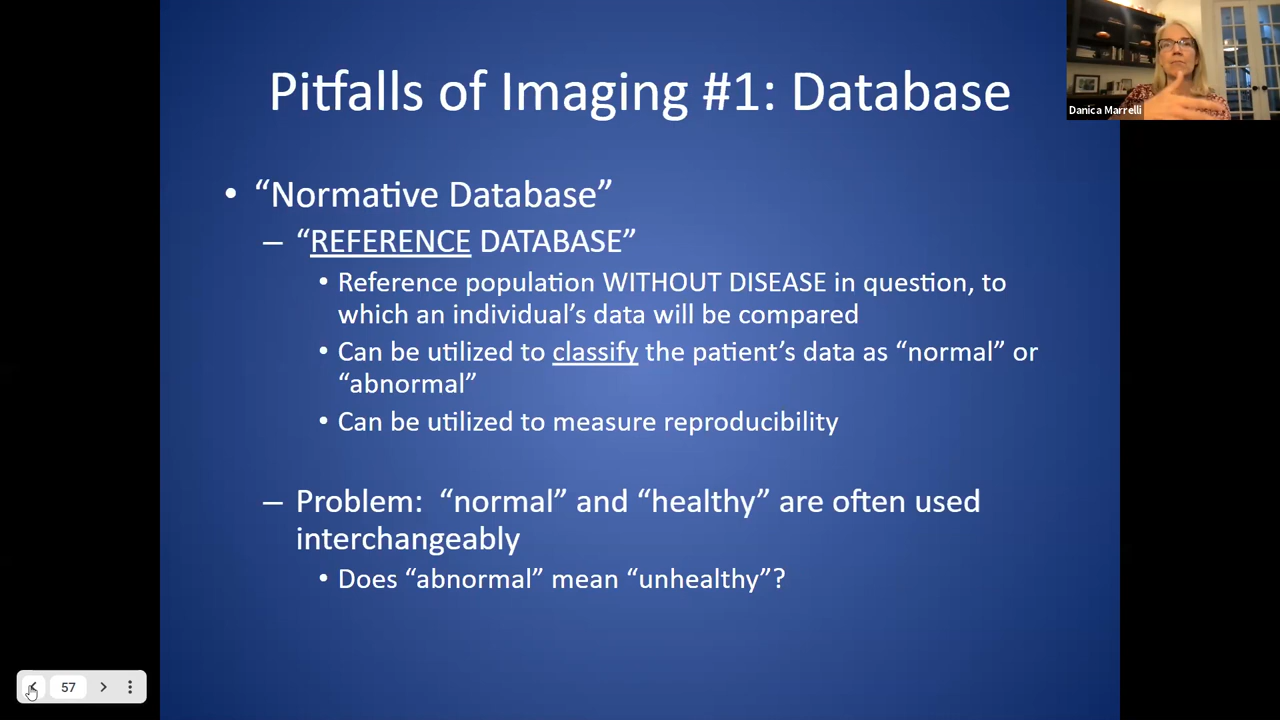 Pitfalls of Imaging #1: Database
Danica Marrelli
• “Normative Database”
– “REFERENCE DATABASE”
• Reference population WITHOUT DISEASE in question, to
which an individual’s data will be compared
• Can be utilized to classify the patient’s data as “normal” or
“abnormal”
• Can be utilized to measure reproducibility
– Problem: “normal” and “healthy” are often used
interchangeably
• Does “abnormal” mean “unhealthy”?
57